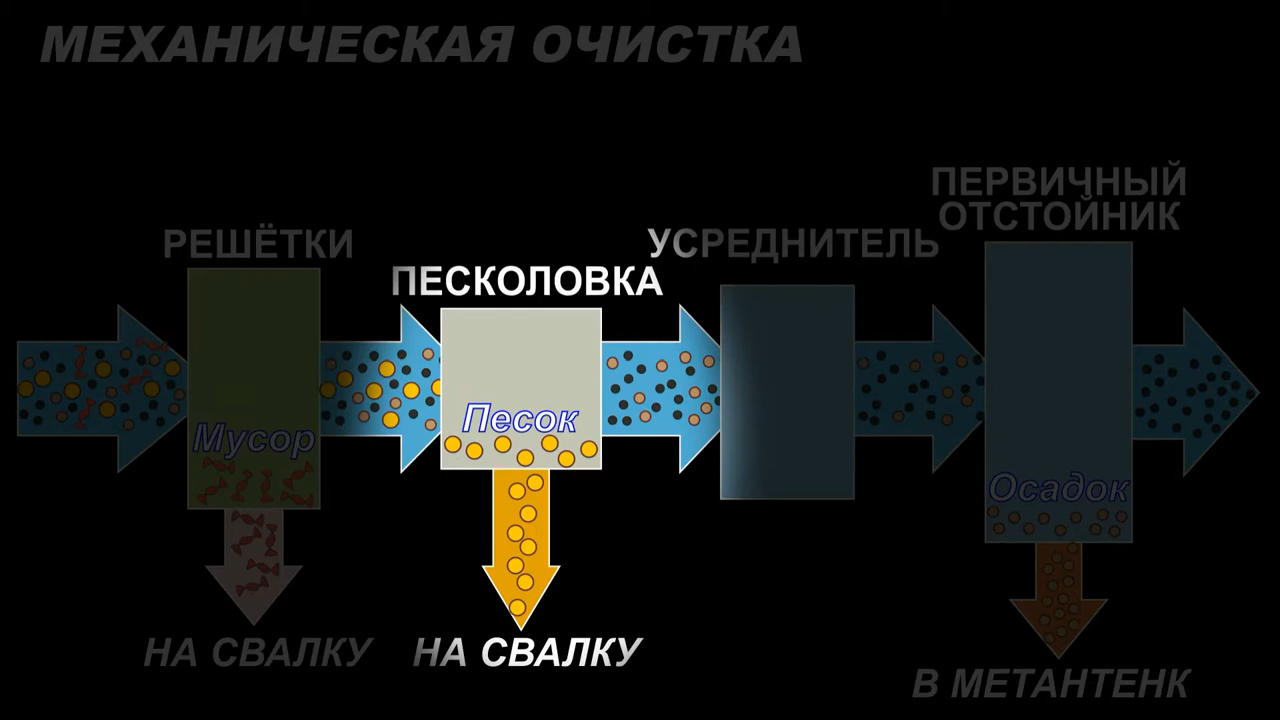 МЕХАНИЧЕСКАЯ ОЧИСТКА
РЕШЁТКИ
ПЕСКОЛОВКА
УСРЕДНИТЕЛЬ
ПЕРВИЧНЫЙ
ОТСТОЙНИК
Мусор
Песок
Осадок
НА СВАЛКУ
НА СВАЛКУ
В МЕТАНТЕНК